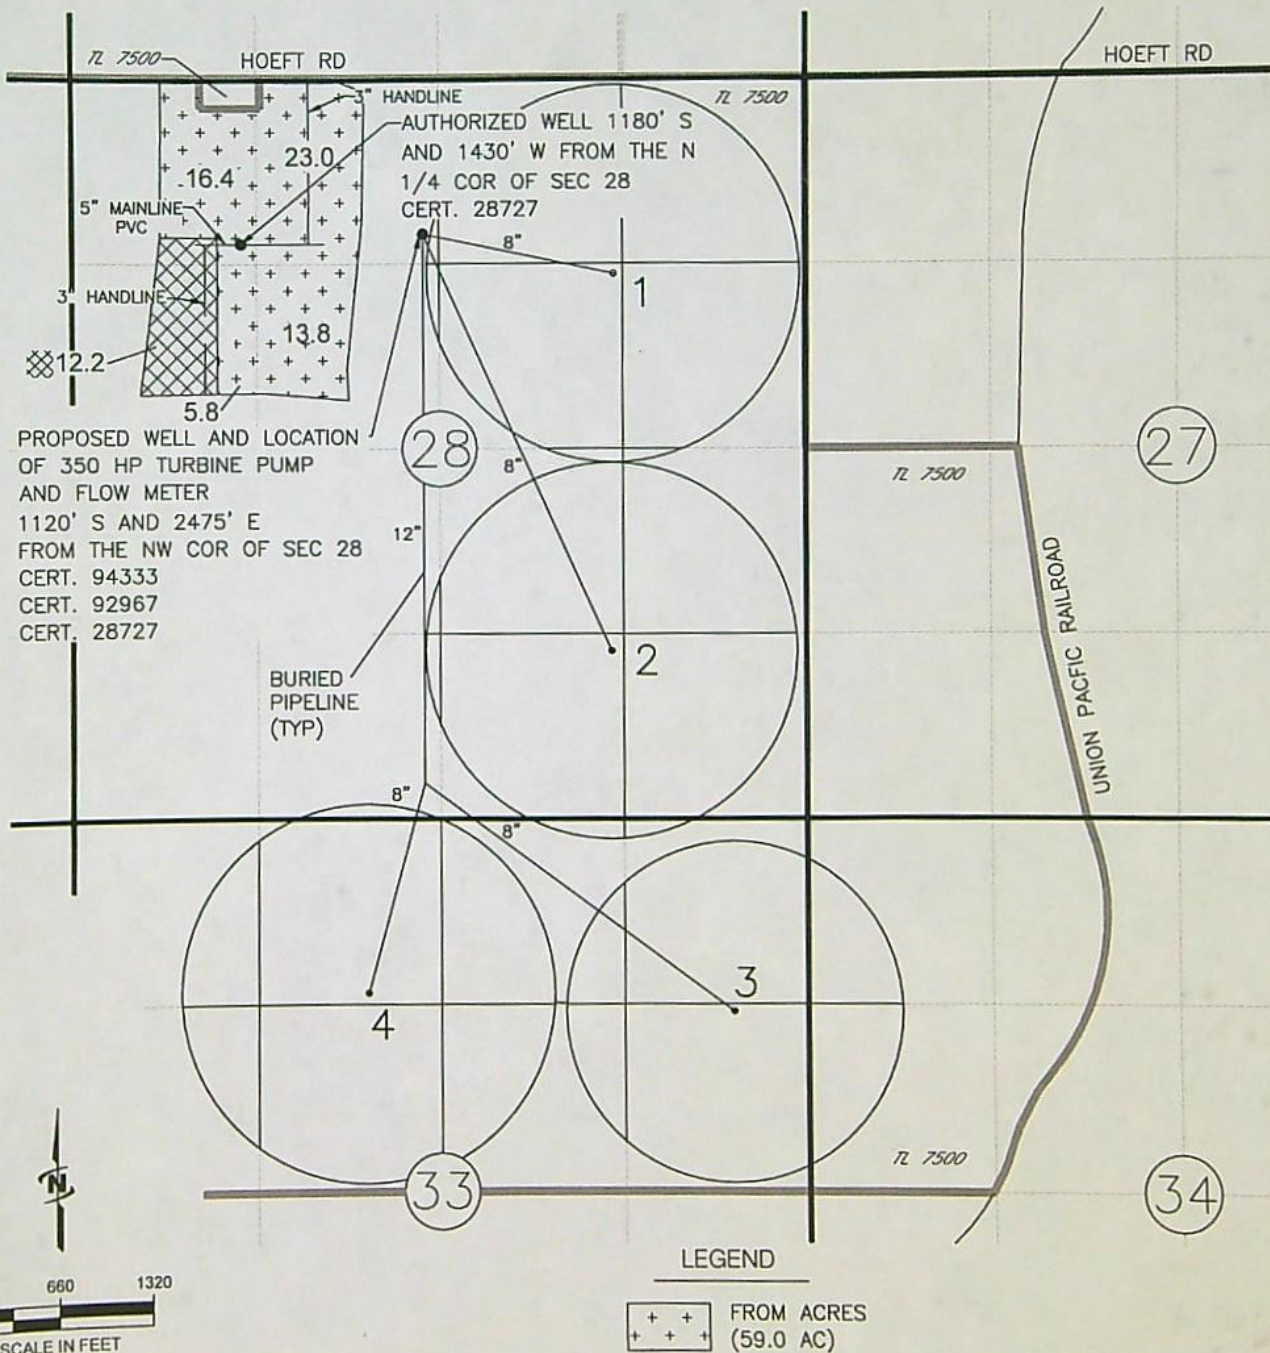 TL 7500
HOEFT RD
HOEFT RD
3" HANDLINE
TL 7500
AUTHORIZED WELL 1180' S
AND 1430' W FROM THE N
1/4 COR OF SEC 28
CERT. 28727
23.0
16.4
5" MAINLINE
PVC
8"
1
3" HANDLINE
13.8
12.2
5.8
PROPOSED WELL AND LOCATION
OF 350 HP TURBINE PUMP
AND FLOW METER
1120' S AND 2475' E
FROM THE NW COR OF SEC 28
CERT. 94333
CERT. 92967
CERT. 28727
28
8"
27
TL 7500
12"
UNION PACFIC RAILROAD
2
BURIED
PIPELINE
(TYP)
8"
8"
3
4
TL 7500
N
33
34
LEGEND
660 1320
SCALE IN FEET
FROM ACRES
(59.0 AC)